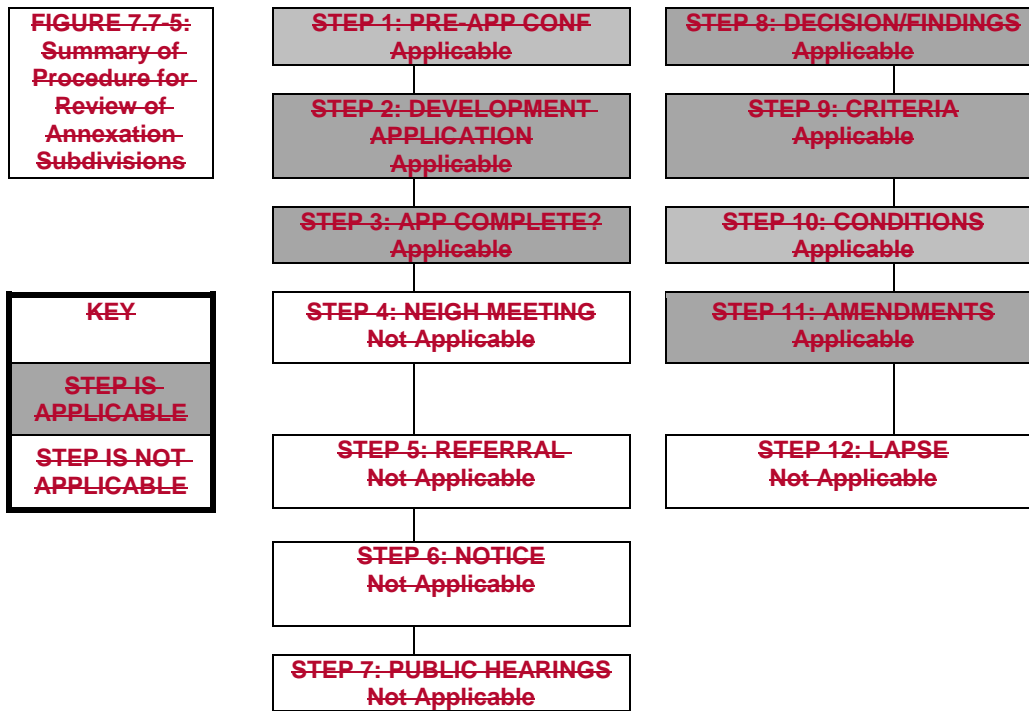 FIGURE 7.7-5:
Summary of
Procedure for
Review of
Annexation
Subdivisions
KEY
STEP IS
APPLICABLE
STEP IS NOT
APPLICABLE
STEP 1: PRE-APP CONF
Applicable
STEP 2: DEVELOPMENT
APPLICATION
Applicable
STEP 3: APP COMPLETE?
Applicable
STEP 4: NEIGH MEETING
Not Applicable
STEP 5: REFERRAL
Not Applicable
STEP 6: NOTICE
Not Applicable
STEP 7: PUBLIC HEARINGS
Not Applicable
STEP 8: DECISION/FINDINGS
Applicable
STEP 9: CRITERIA
Applicable
STEP 10: CONDITIONS
Applicable
STEP 11: AMENDMENTS
Applicable
STEP 12: LAPSE
Not Applicable